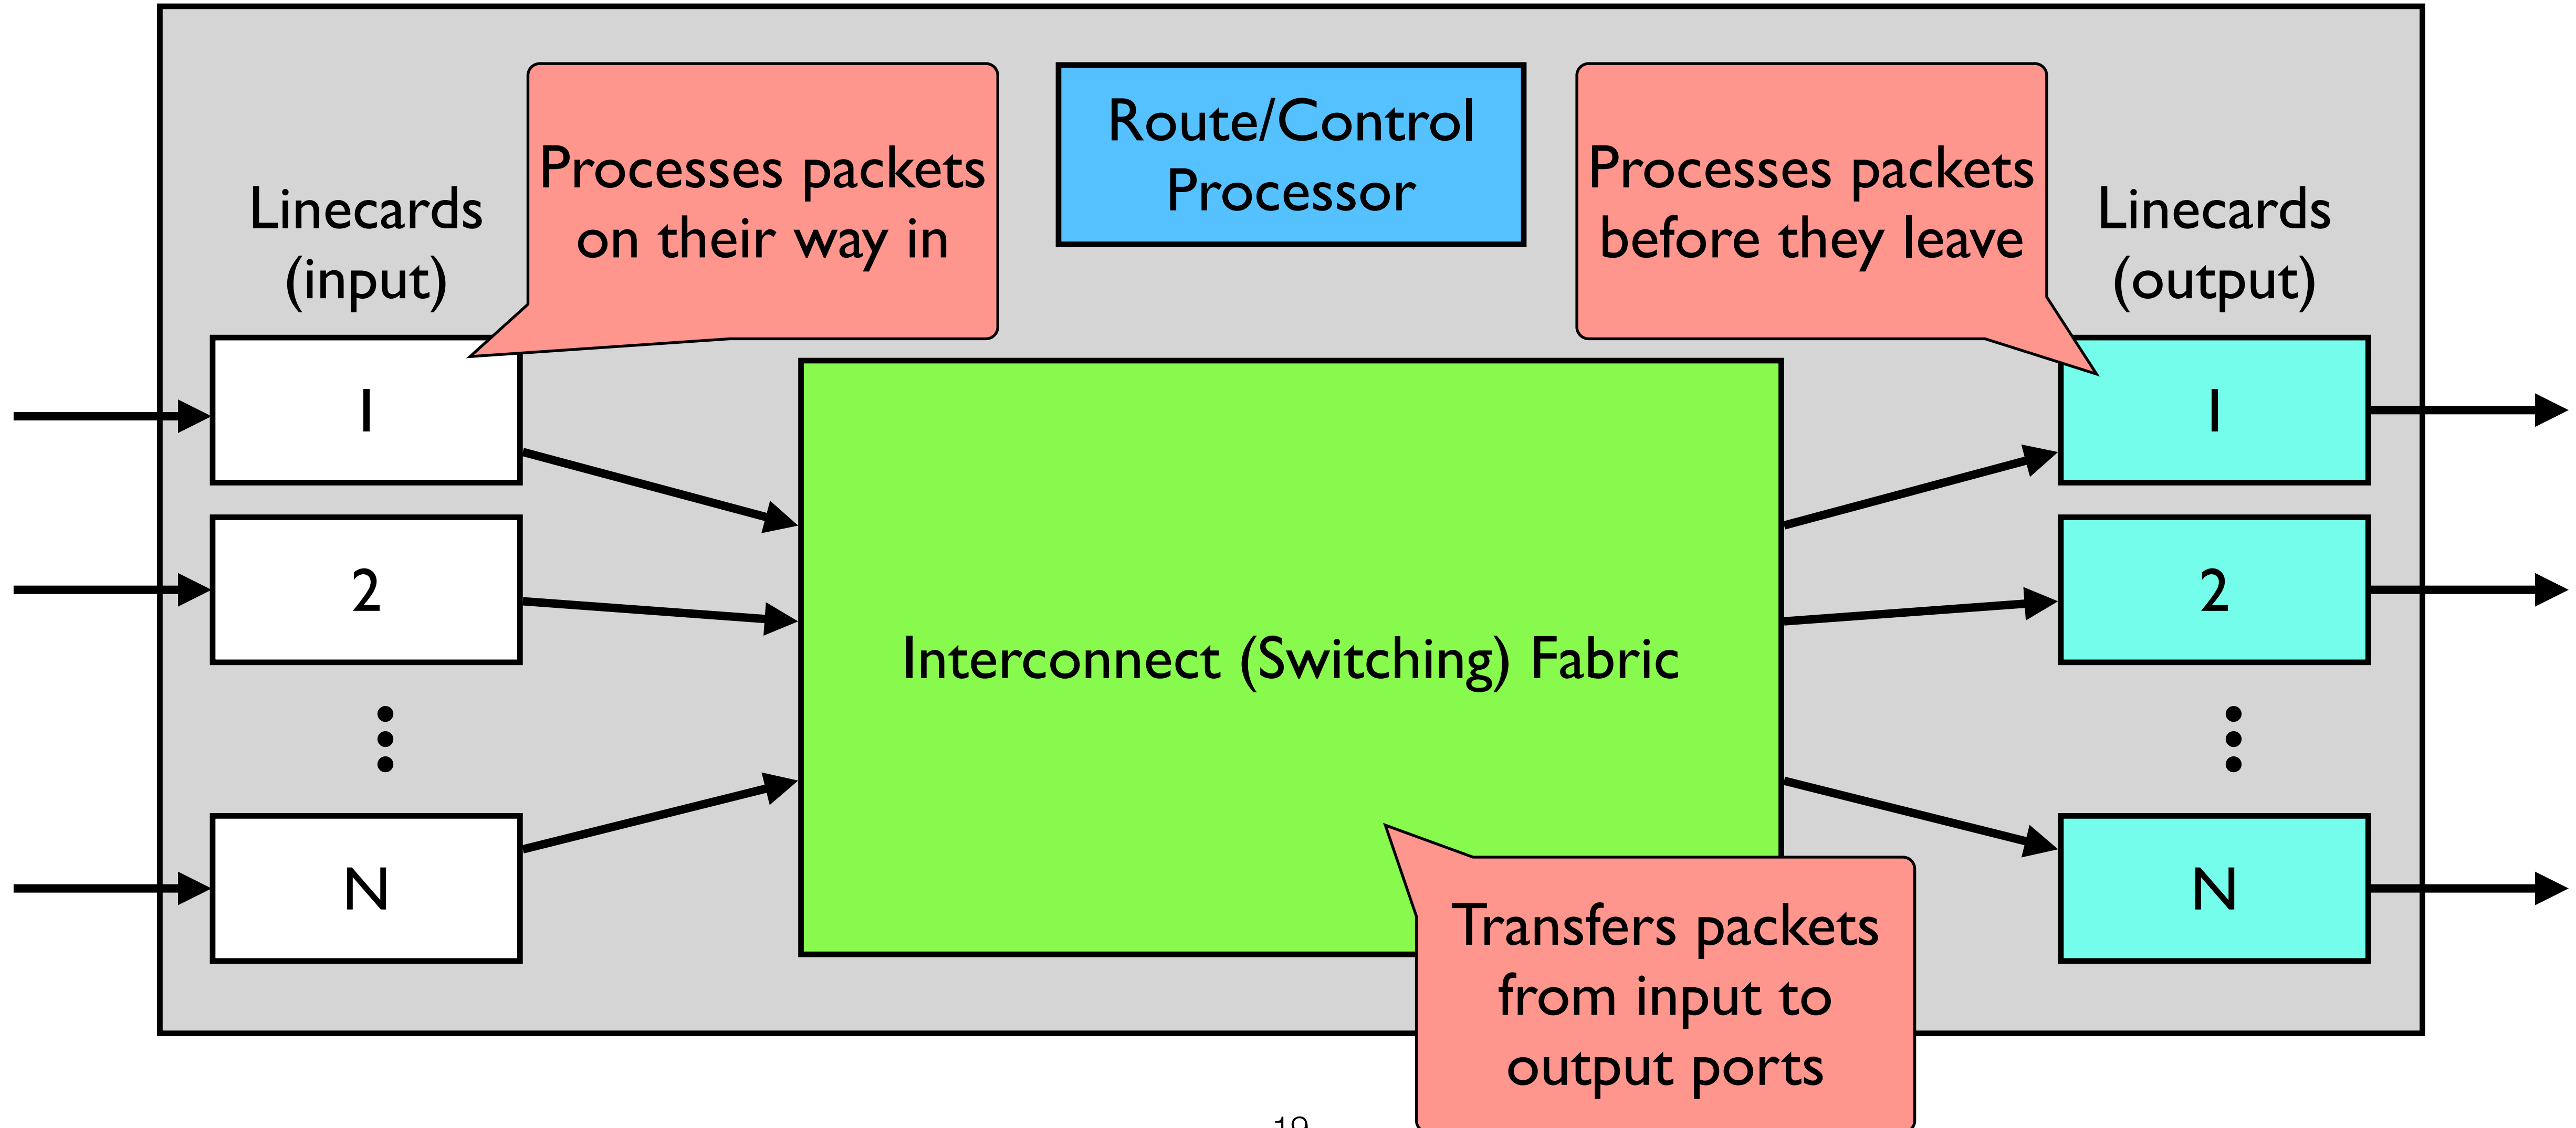 Linecards
(input)
Processes packets
on their way in
Route/Control
Processor
Processes packets
before they leave
Linecards
(output)
1
2
N
Interconnect (Switching) Fabric
1
2
N
Transfers packets
from input to
output ports
19